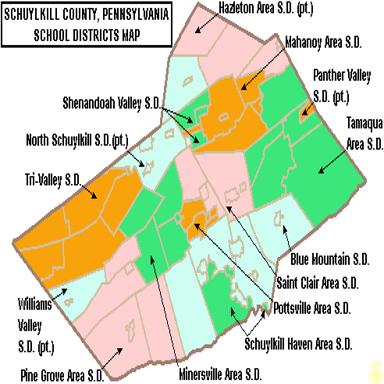 SCHUYLKILL COUNTY, PENNSYLVANIA
SCHOOL DISTRICTS MAP
Hazleton Area S.D. (pt.)
Mahanoy Area S.D.
Panther Valley
S.D. (pt.)
Shenandoah Valley S.D.
Tamaqua
Area S.D.
North Schuylkill S.D.(pt.)
Tri-Valley S.D.
Blue Mountain S.D.
Saint Clair Area S.D.
Williams
Valley
S.D. (pt.)
Pottsville Area S.D.
Schuylkill Haven Area S.D.
Pine Grove Area S.D.
Minersville Area S.D.